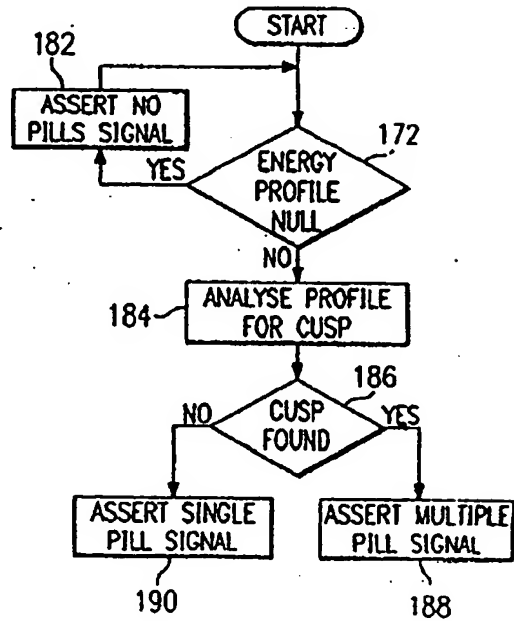 START
182
ASSERT NO
PILLS SIGNAL
172
YES
ENERGY
PROFILE
NULL
NO
184
ANALYSE PROFILE
FOR CUSP
186
NO
CUSP
FOUND
YES
ASSERT SINGLE
PILL SIGNAL
190
ASSERT MULTIPLE
PILL SIGNAL
188